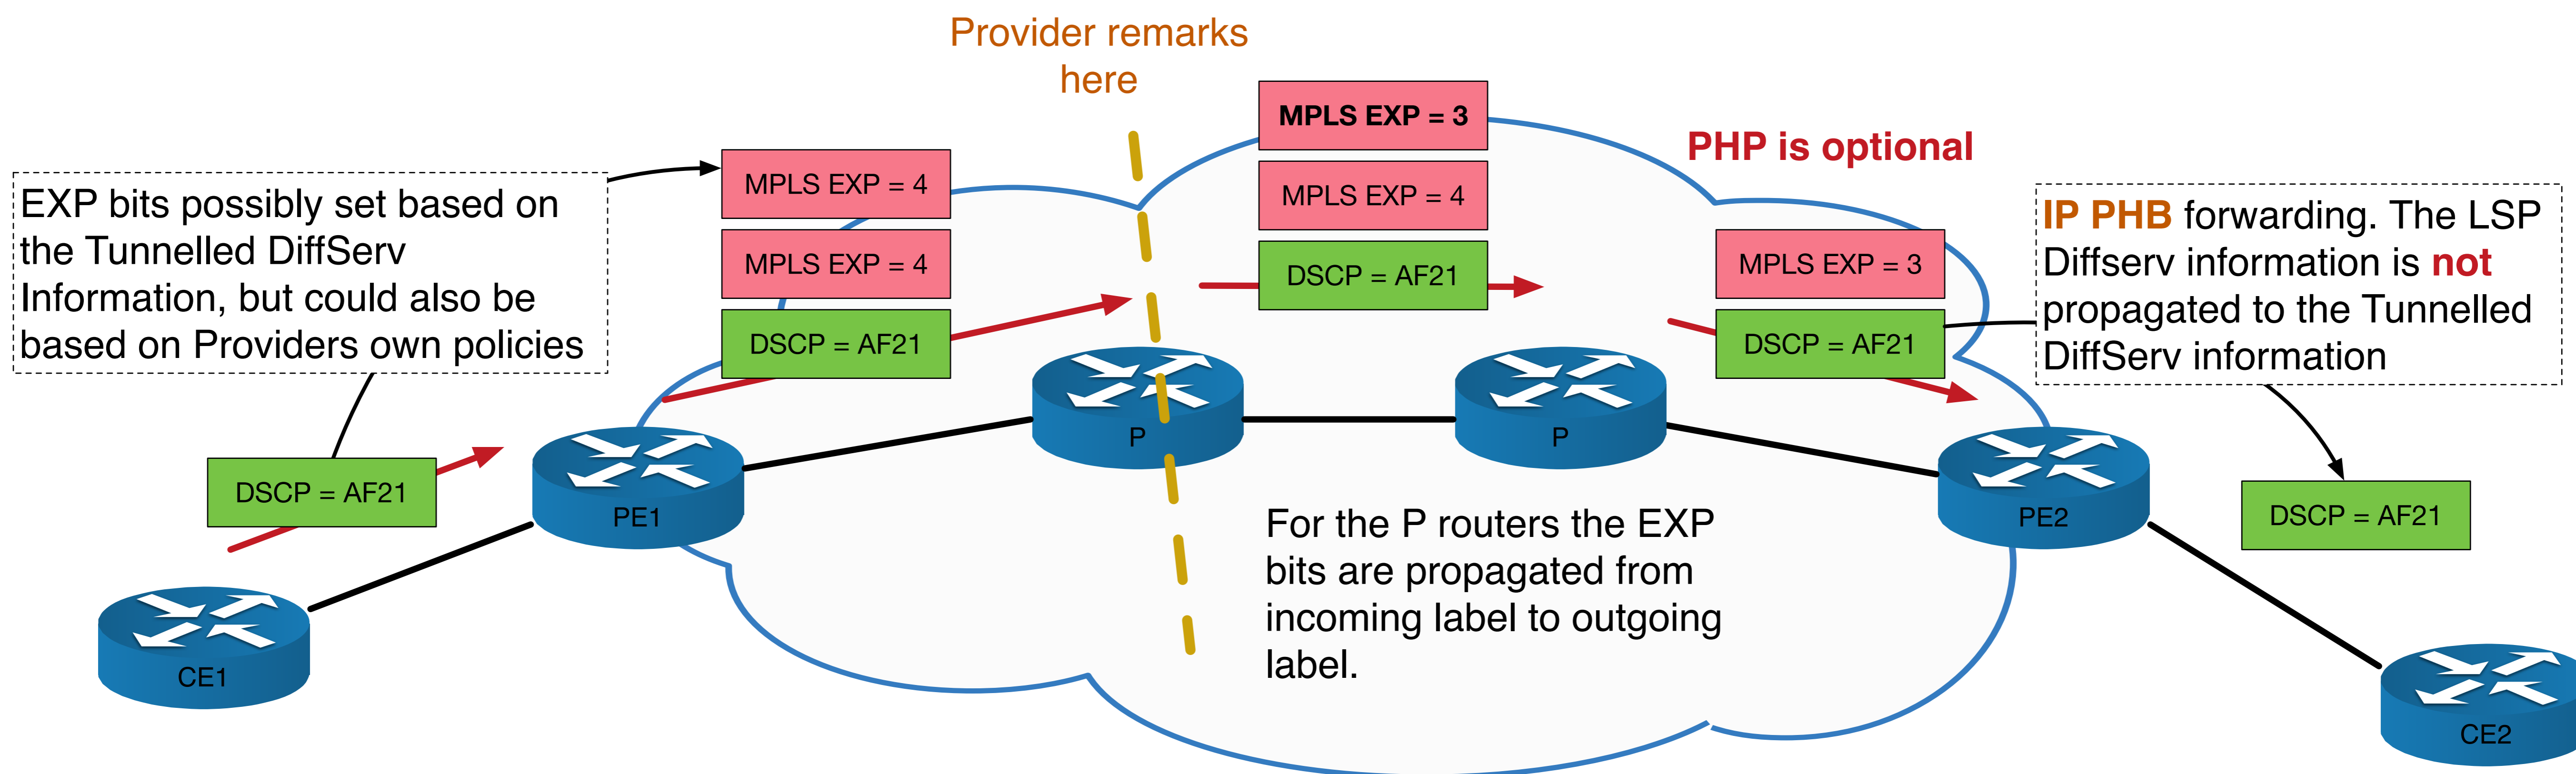 Provider remarks
here
EXP bits possibly set based on
the Tunnelled DiffServ
Information, but could also be
based on Providers own policies
MPLS EXP = 4
MPLS EXP = 4
DSCP = AF21
MPLS EXP = 3
MPLS EXP = 4
DSCP = AF21
PHP is optional
MPLS EXP = 3
DSCP = AF21
IP PHB forwarding. The LSP
Diffserv information is not
propagated to the Tunnelled
DiffServ information
DSCP = AF21
PE1
P
P
PE2
DSCP = AF21
For the P routers the EXP
bits are propagated from
incoming label to outgoing
label.
CE1
CE2